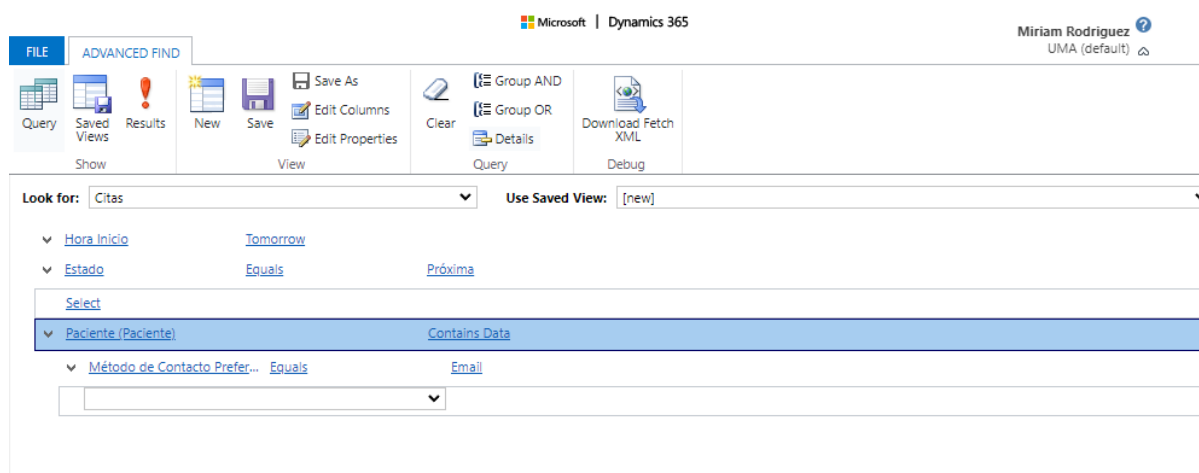 Microsoft | Dynamics 365
Miriam Rodriguez
UMA (default)
FILE
ADVANCED FIND
Query
Saved Views
Results
New
Save
Save As
Edit Columns
Edit Properties
Clear
Group AND
Group OR
Details
Download Fetch XML
Show
View
Query
Debug
Look for: Citas
Use Saved View: [new]
Hora Inicio Tomorrow
Estado Equals Próxima
Select
Paciente (Paciente) Contains Data
Método de Contacto Prefer... Equals Email